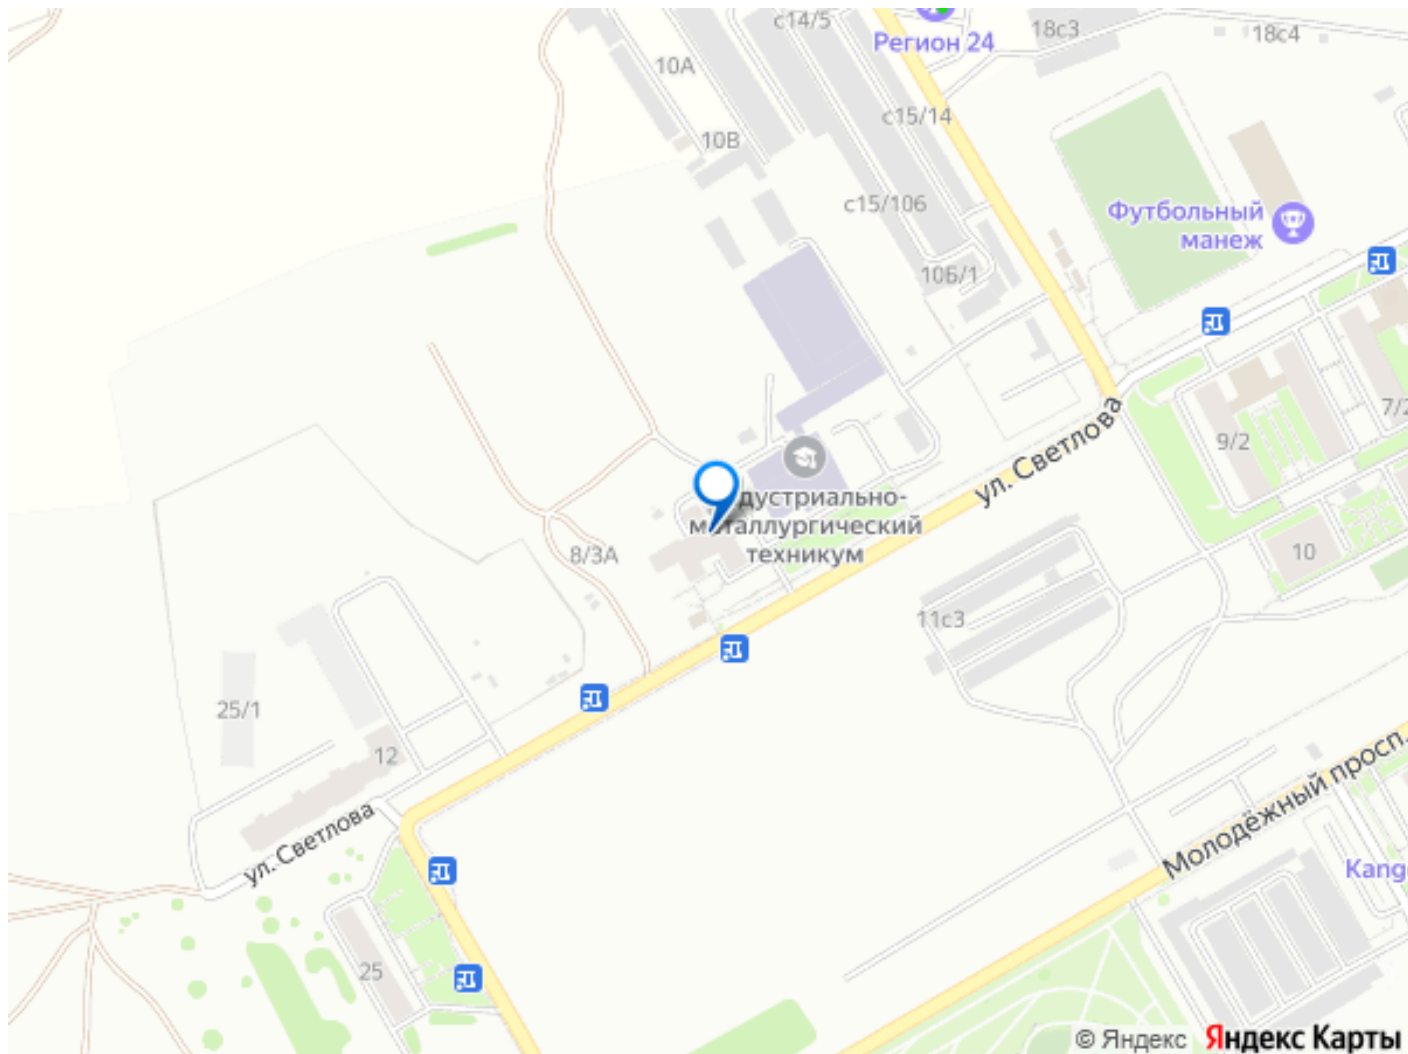 с14/5
18с3
18с4
Регион 24
10А
10В
с15/14
с15/106
Футбольный
манеж
10Б/1
ул. Светлова
7/2
9/2
металлургический
техникум
8/3А
10
11с3
25/1
12
ул. Светлова
Молодёжный просп.
25
© Яндекс
Яндекс Карты